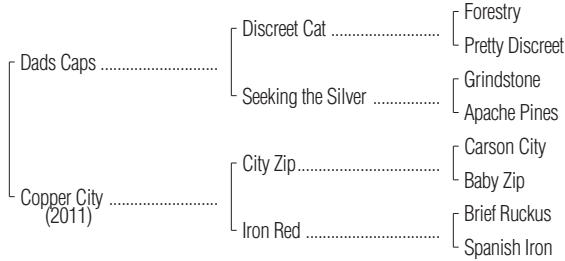 Forestry
Discreet Cat ........................
Pretty Discreet
Dads Caps ...........................
Grindstone
Seeking the Silver ...............
Apache Pines
Carson City
City Zip................................
Baby Zip
Copper City .........................
(2011)
Brief Ruckus
Iron Red ..............................
Spanish Iron